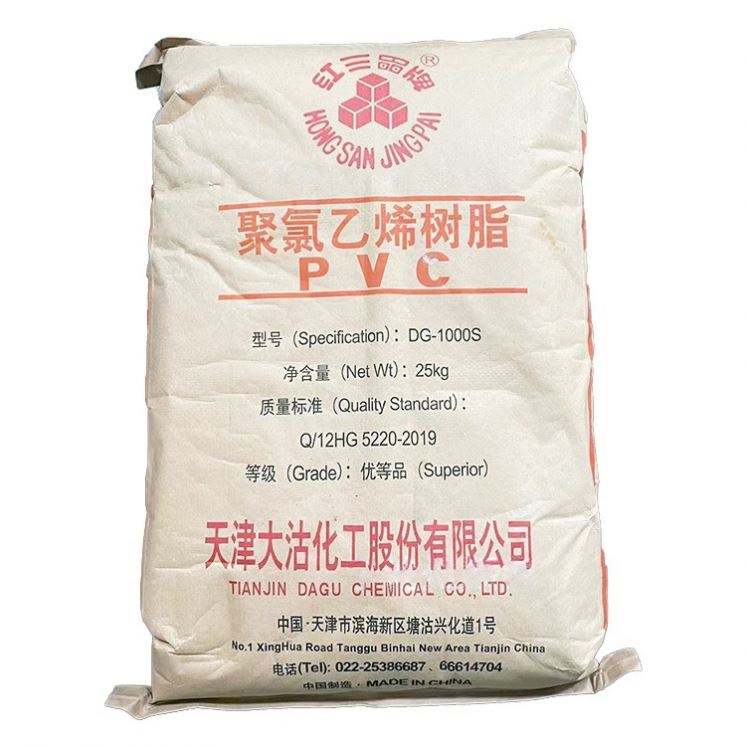 红三晶牌®
HONG SAN JING PAI
聚氯乙烯树脂
PVC
型号（Specification）：DG-1000S
净含量（Net Wt）：25kg
质量标准（Quality Standard）：
Q/12HG 5220-2019
等级（Grade）：优等品（Superior）
天津大沽化工股份有限公司
TIANJIN DAGU CHEMICAL CO.,LTD.
中国·天津市滨海新区塘沽兴化道1号
No.1 XingHua Road Tanggu Binhai New Area Tianjin China
电话(Tel): 022-25386687、66614704
中国制造·MADE IN CHINA